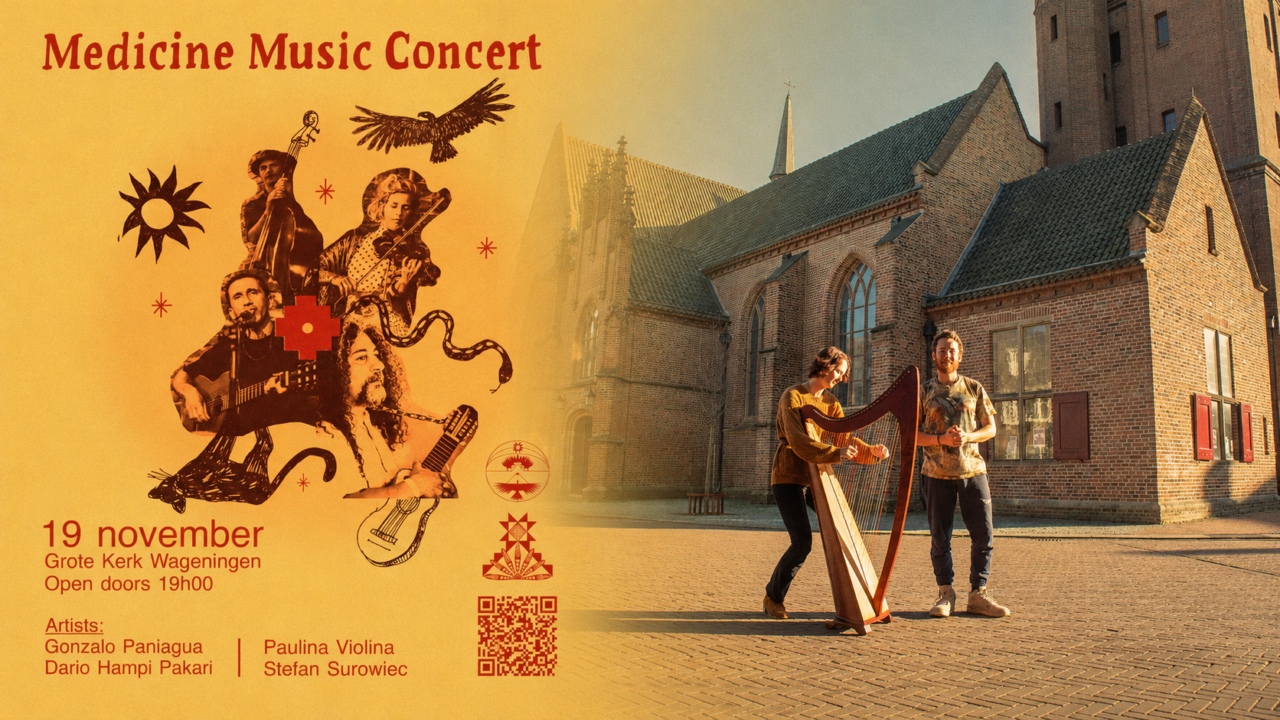 Medicine Music Concert
19 november
Grote Kerk Wageningen
Open doors 19h00
Artists:
Gonzalo Paniagua
Dario Hampi Pakari
Paulina Violina
Stefan Surowiec